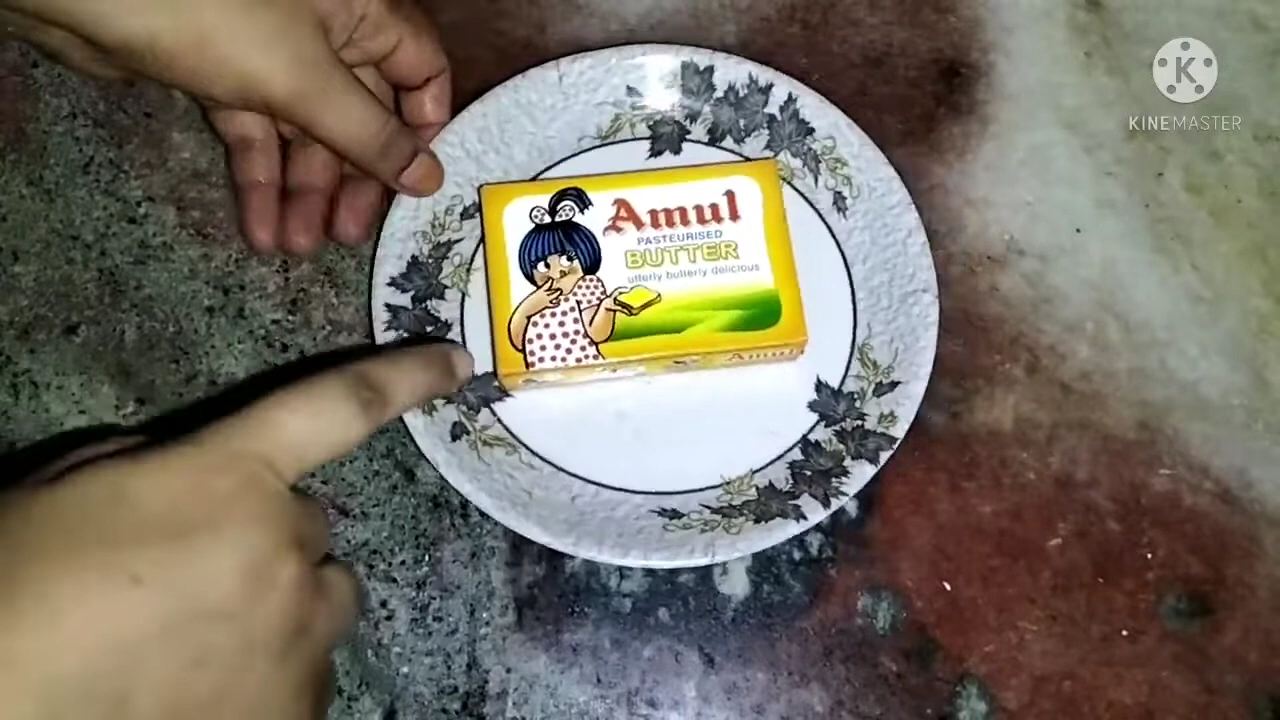 K
KINEMASTER
Amul
PASTEURISED
BUTTER
utterly butterly delicious
Amul